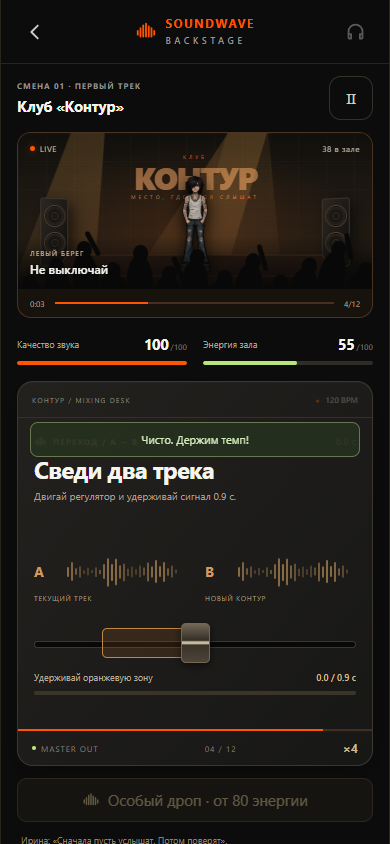 SOUNDWAVE
BACKSTAGE
СМЕНА 01 · ПЕРВЫЙ ТРЕК
Клуб «Контур»
LIVE
38 в зале
КЛУБ
КОНТУР
МЕСТО, ГДЕ СЛЫШАТ
ЛЕВЫЙ БЕРЕГ
Не выключай
0:03
4/12
Качество звука
100 /100
Энергия зала
55 /100
КОНТУР / MIXING DESK
120 BPM
ПЕРЕХОД / A — B
Чисто. Держим темп!
Сведи два трека
Двигай регулятор и удерживай сигнал 0.9 с.
A
B
ТЕКУЩИЙ ТРЕК
НОВЫЙ КОНТУР
Удерживай оранжевую зону
0.0 / 0.9 с
MASTER OUT
04 / 12
×4
Особый дроп · от 80 энергии
Ирина: «Сначала пусть услышат. Потом поверят».